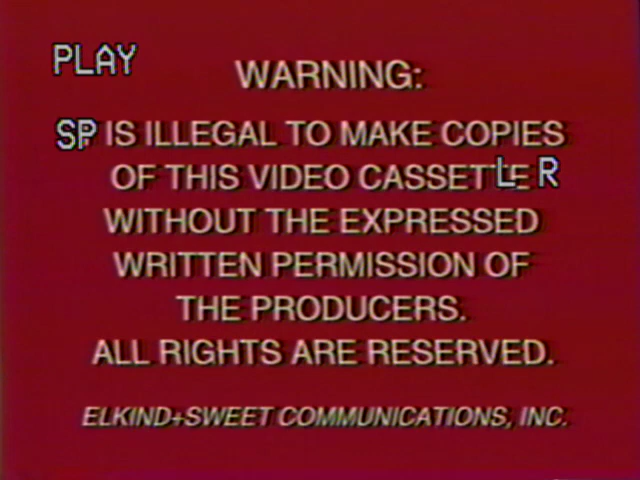 PLAY
WARNING:
SP IS ILLEGAL TO MAKE COPIES
OF THIS VIDEO CASSETTE L R
WITHOUT THE EXPRESSED
WRITTEN PERMISSION OF
THE PRODUCERS.
ALL RIGHTS ARE RESERVED.
ELKIND+SWEET COMMUNICATIONS, INC.